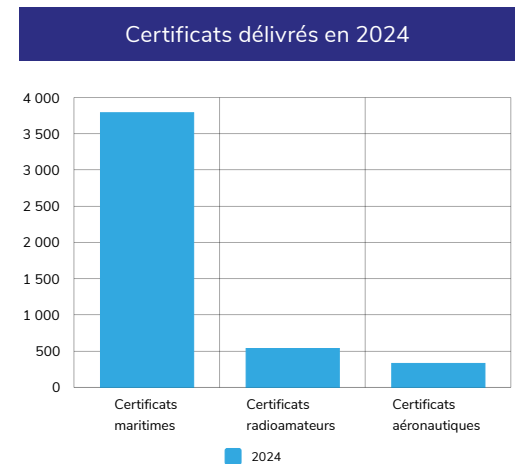 Certificats délivrés en 2024
4 000
3 500
3 000
2 500
2 000
1 500
1 000
500
0
Certificats
maritimes
Certificats
radioamateurs
Certificats
aéronautiques
2024